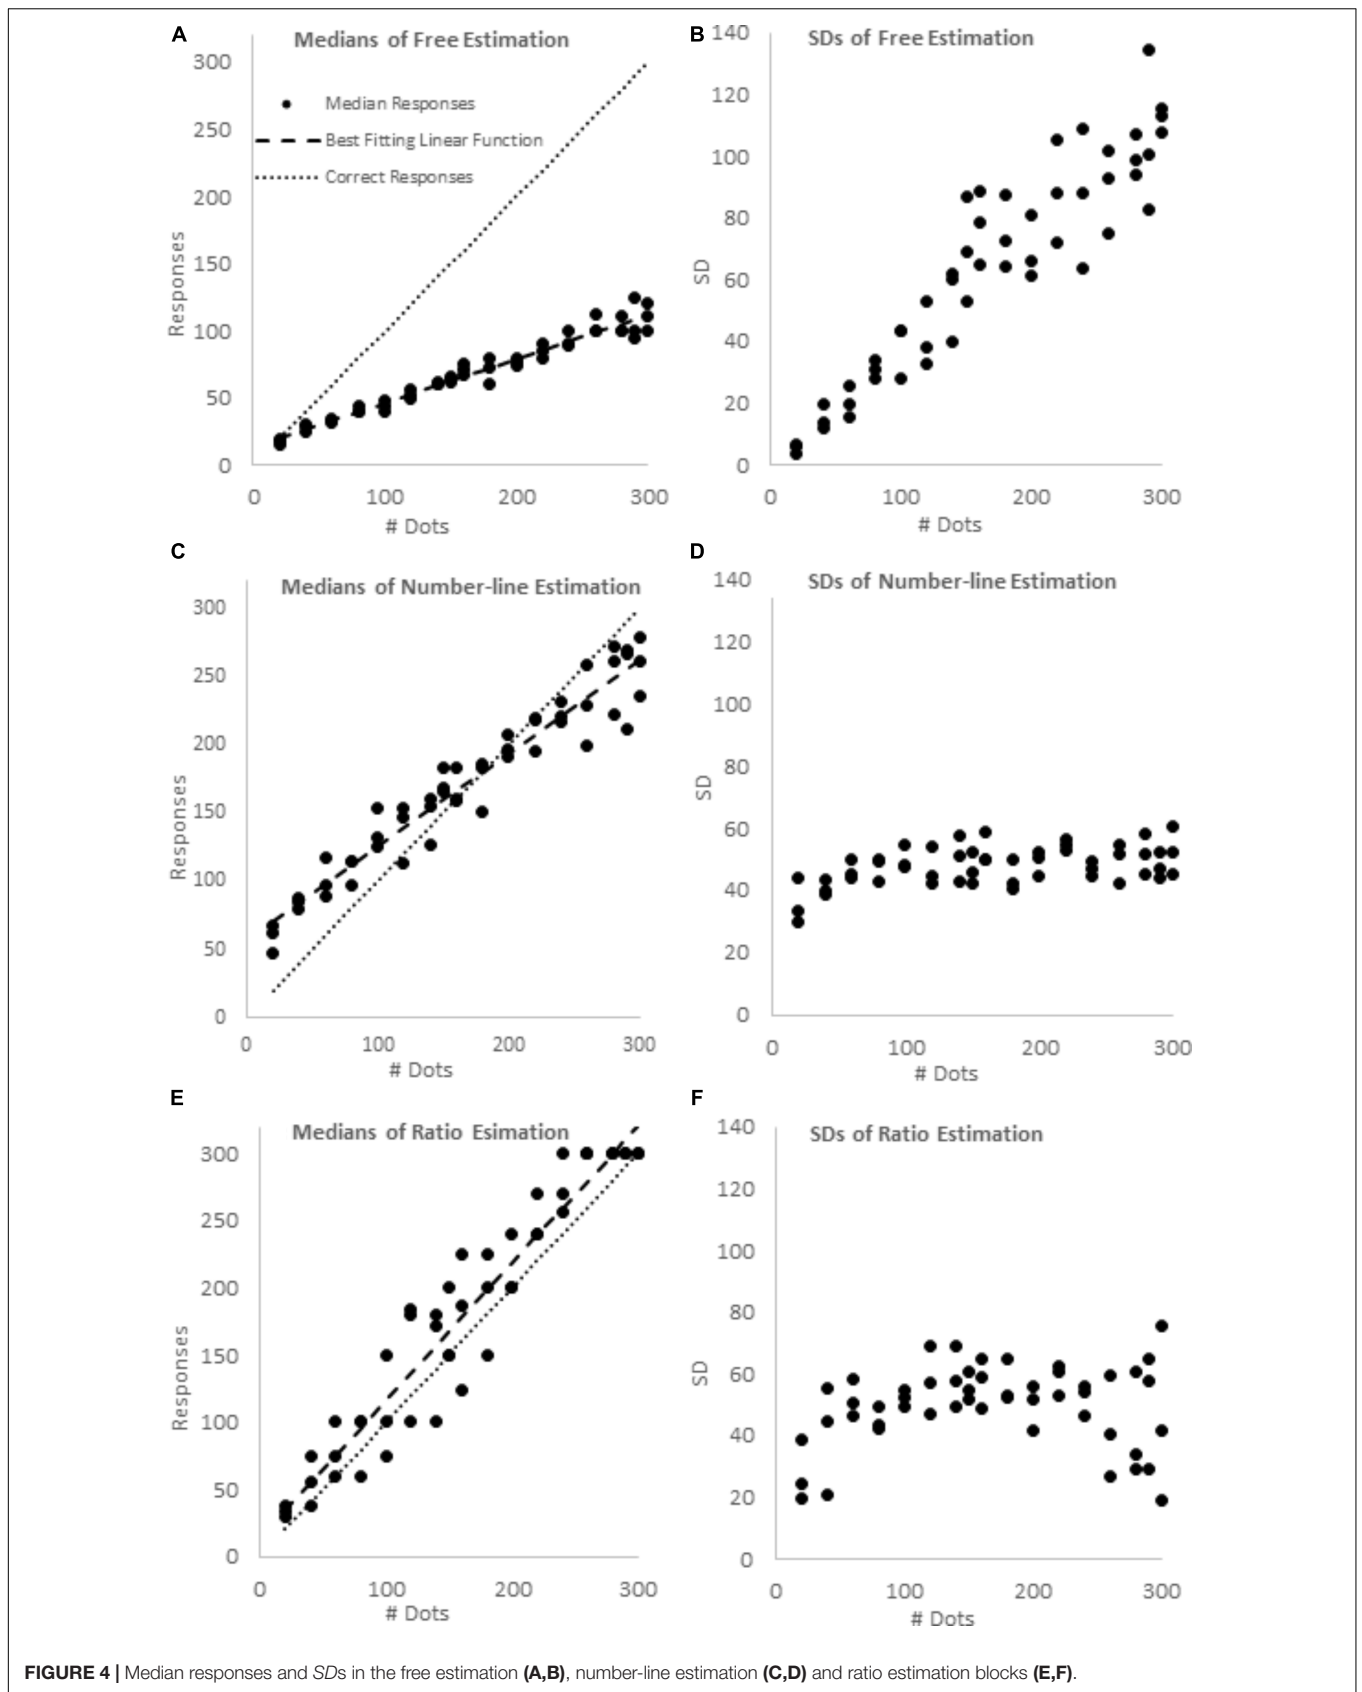 A
Medians of Free Estimation
300
250
200
150
100
50
0
Responses
Median Responses
Best Fitting Linear Function
Correct Responses
0 100 200 300
# Dots
B
SDs of Free Estimation
140
120
100
80
60
40
20
0
SD
0 100 200 300
# Dots
C
Medians of Number-line Estimation
300
250
200
150
100
50
0
Responses
0 100 200 300
# Dots
D
SDs of Number-line Estimation
140
120
100
80
60
40
20
0
SD
0 100 200 300
# Dots
E
Medians of Ratio Esimation
300
250
200
150
100
50
0
Responses
0 100 200 300
# Dots
F
SDs of Ratio Estimation
140
120
100
80
60
40
20
0
SD
0 100 200 300
# Dots
FIGURE 4 | Median responses and SDs in the free estimation (A,B), number-line estimation (C,D) and ratio estimation blocks (E,F).